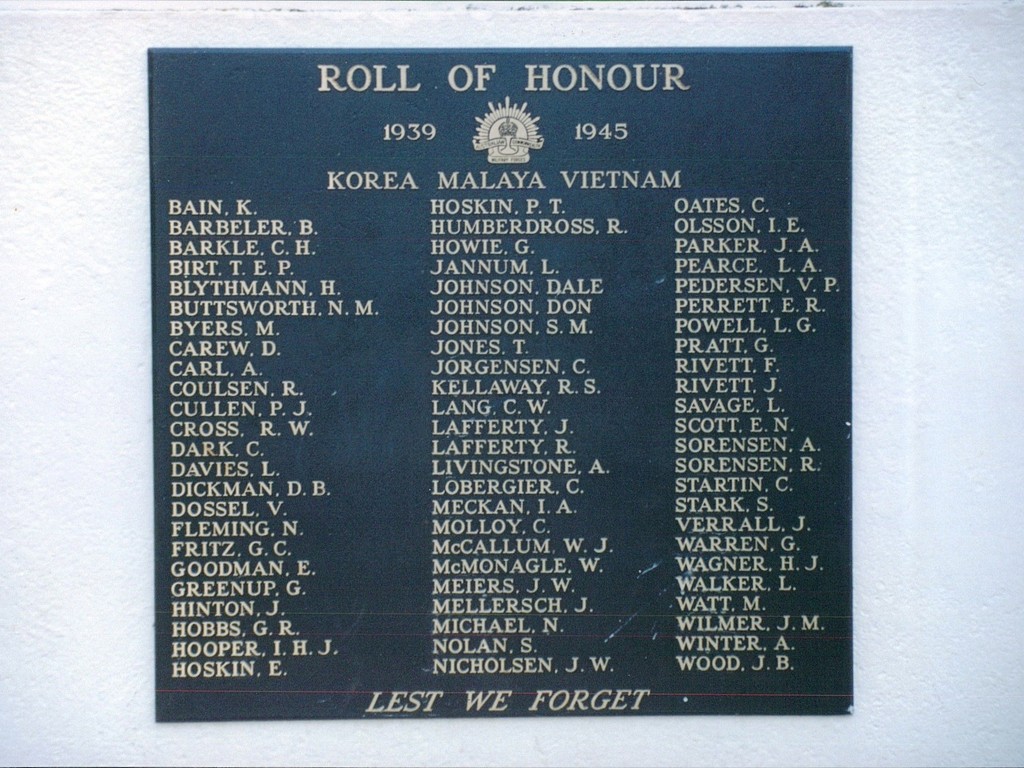 ROLL OF HONOUR
1939 1945
KOREA MALAYA VIETNAM
BAIN, K.
BARBELER, B.
BARKLE, C. H.
BIRT, T. E. P.
BLYTHMANN, H.
BUTTSWORTH, N. M.
BYERS, M.
CAREW, D.
CARL, A.
COULSEN, R.
CULLEN, P. J.
CROSS, R. W.
DARK, C.
DAVIES, L.
DICKMAN, D. B.
DOSSEL, V.
FLEMING, N.
FRITZ, G. C.
GOODMAN, E.
GREENUP, G.
HINTON, J.
HOBBS, G. R.
HOOPER, I. H. J.
HOSKIN, E.
HOSKIN, P. T.
HUMBERDROSS, R.
HOWIE, G.
JANNUM, L.
JOHNSON, DALE
JOHNSON, DON
JOHNSON, S. M.
JONES, T.
JORGENSEN, C.
KELLAWAY, R. S.
LANG, C. W.
LAFFERTY, J.
LAFFERTY, R.
LIVINGSTONE, A.
LOBERGIER, C.
MECKAN, I. A.
MOLLOY, C.
McCALLUM, W. J.
McMONAGLE, W.
MEIERS, J. W.
MELLERSCH, J.
MICHAEL, N.
NOLAN, S.
NICHOLSEN, J. W.
OATES, C.
OLSSON, I. E.
PARKER, J. A.
PEARCE, L. A.
PEDERSEN, V. P.
PERRETT, E. R.
POWELL, L. G.
PRATT, G.
RIVETT, F.
RIVETT, J.
SAVAGE, L.
SCOTT, E. N.
SORENSEN, A.
SORENSEN, R.
STARTIN, C.
STARK, S.
VERRALL, J.
WARREN, G.
WAGNER, H. J.
WALKER, L.
WATT, M.
WILMER, J. M.
WINTER, A.
WOOD, J. B.
LEST WE FORGET